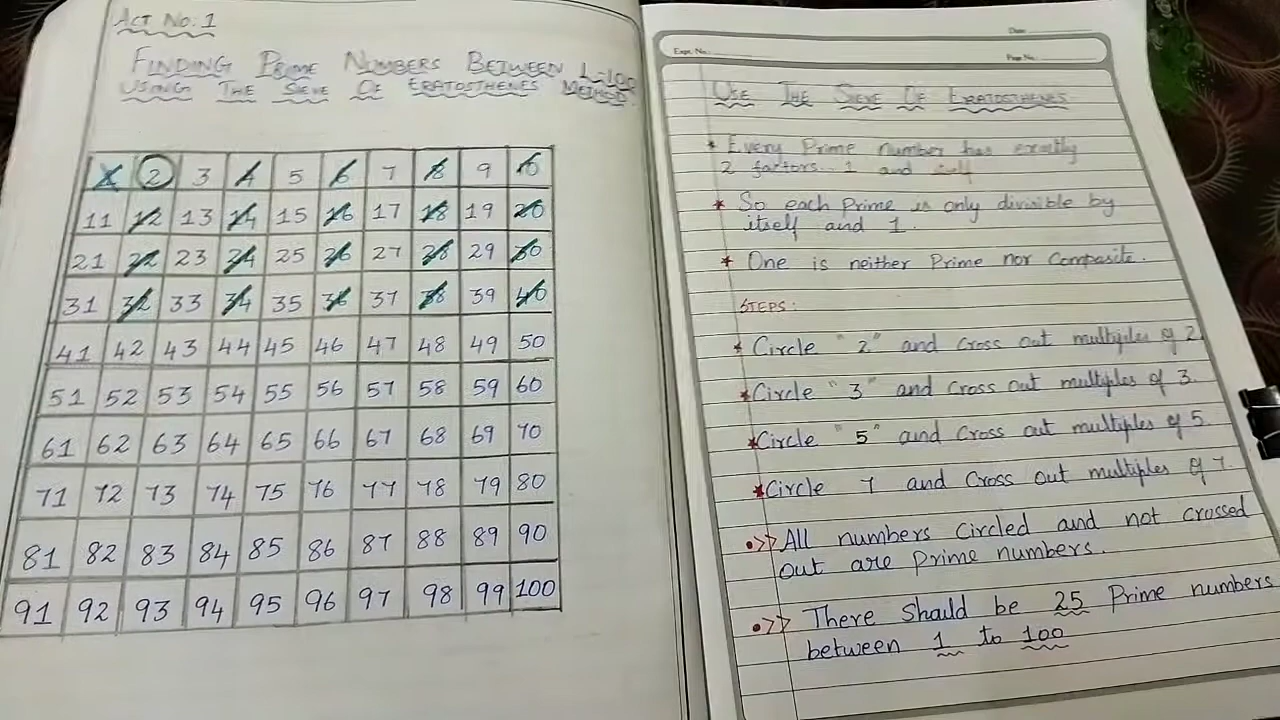 ACT NO: 1
FINDING PRIME NUMBERS BETWEEN 1-100
USING THE SIEVE OF ERATOSTHENES METHOD.
1 2 3 4 5 6 7 8 9 10
11 12 13 14 15 16 17 18 19 20
21 22 23 24 25 26 27 28 29 30
31 32 33 34 35 36 37 38 39 40
41 42 43 44 45 46 47 48 49 50
51 52 53 54 55 56 57 58 59 60
61 62 63 64 65 66 67 68 69 70
71 72 73 74 75 76 77 78 79 80
81 82 83 84 85 86 87 88 89 90
91 92 93 94 95 96 97 98 99 100
Date
Expt. No.
Page No.
USE THE SIEVE OF ERATOSTHENES
* Every Prime number has exactly
2 factors.. 1 and self
* So each Prime is only divisible by
itself and 1.
* One is neither Prime nor Composite.
STEPS:
* Circle "2" and Cross out multiples of 2.
* Circle "3" and Cross out multiples of 3.
* Circle "5" and Cross out multiples of 5.
* Circle 7 and Cross out multiples of 7.
•>> All numbers Circled and not crossed
out are Prime numbers.
•>> There Should be 25 Prime numbers
between 1 to 100